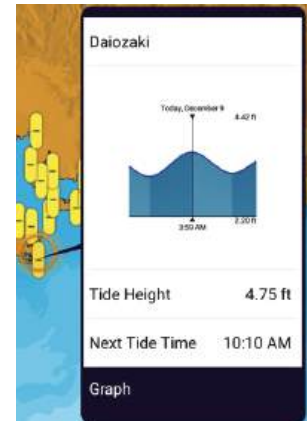 Daiozaki
Today, December 9
4.42 ft
3:59 AM
2.20 ft
Tide Height 4.75 ft
Next Tide Time 10:10 AM
Graph